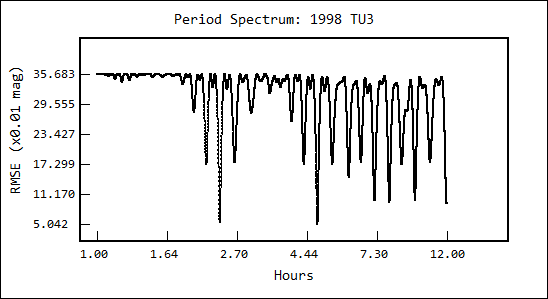 Period Spectrum: 1998 TU3
RMSE (x0.01 mag)
35.683
29.555
23.427
17.299
11.170
5.042
1.00 1.64 2.70 4.44 7.30 12.00
Hours